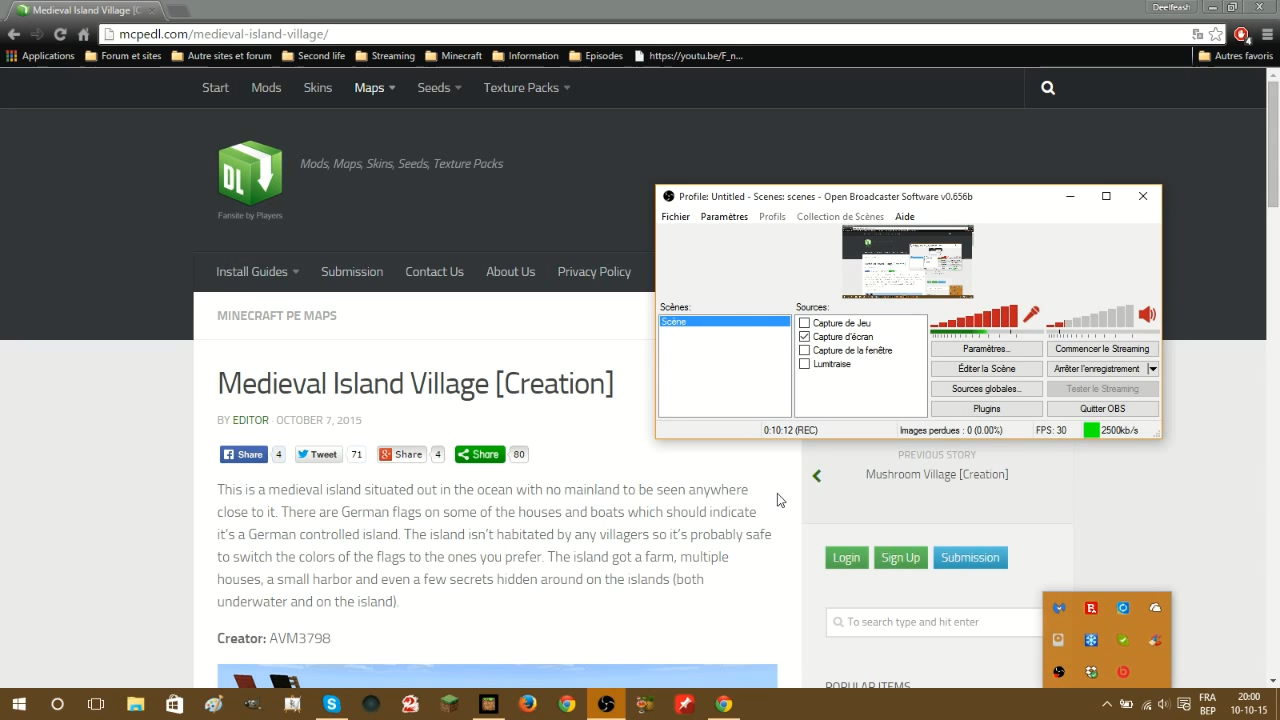 Medieval Island Village [C
Deelfeash
mcpedl.com/medieval-island-village/
4
Applications
Forum et sites
Autre sites et forum
Second life
Streaming
Minecraft
Information
Episodes
https://youtu.be/F_n...
Autres favoris
Start
Mods
Skins
Maps
Seeds
Texture Packs
DL
Mods, Maps, Skins, Seeds, Texture Packs
Fansite by Players
Install Guides
Submission
Contact Us
About Us
Privacy Policy
MINECRAFT PE MAPS
Medieval Island Village [Creation]
BY EDITOR · OCTOBER 7, 2015
Share 4
Tweet 71
Share 4
Share 80
This is a medieval island situated out in the ocean with no mainland to be seen anywhere
close to it. There are German flags on some of the houses and boats which should indicate
it's a German controlled island. The island isn't habitated by any villagers so it's probably safe
to switch the colors of the flags to the ones you prefer. The island got a farm, multiple
houses, a small harbor and even a few secrets hidden around on the islands (both
underwater and on the island).
Creator: AVM3798
Profile: Untitled - Scenes: scenes - Open Broadcaster Software v0.656b
Fichier
Paramètres
Profils
Collection de Scènes
Aide
Scènes:
Scène
Sources:
Capture de Jeu
Capture d'écran
Capture de la fenêtre
Lumitraise
Paramètres...
Commencer le Streaming
Éditer la Scène
Arrêter l'enregistrement
Sources globales...
Tester le Streaming
Plugins
Quitter OBS
0:10:12 (REC)
Images perdues : 0 (0.00%)
FPS: 30
2500kb/s
PREVIOUS STORY
Mushroom Village [Creation]
Login
Sign Up
Submission
To search type and hit enter
POPULAR ITEMS
FRA
BEP
20:00
10-10-15